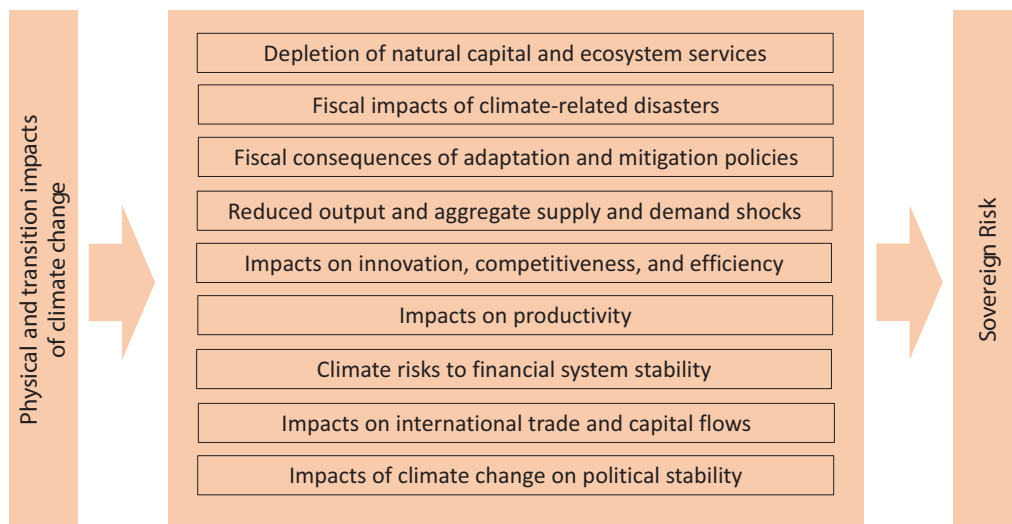 Physical and transition impacts
of climate change
Depletion of natural capital and ecosystem services
Fiscal impacts of climate-related disasters
Fiscal consequences of adaptation and mitigation policies
Reduced output and aggregate supply and demand shocks
Impacts on innovation, competitiveness, and efficiency
Impacts on productivity
Climate risks to financial system stability
Impacts on international trade and capital flows
Impacts of climate change on political stability
Sovereign Risk